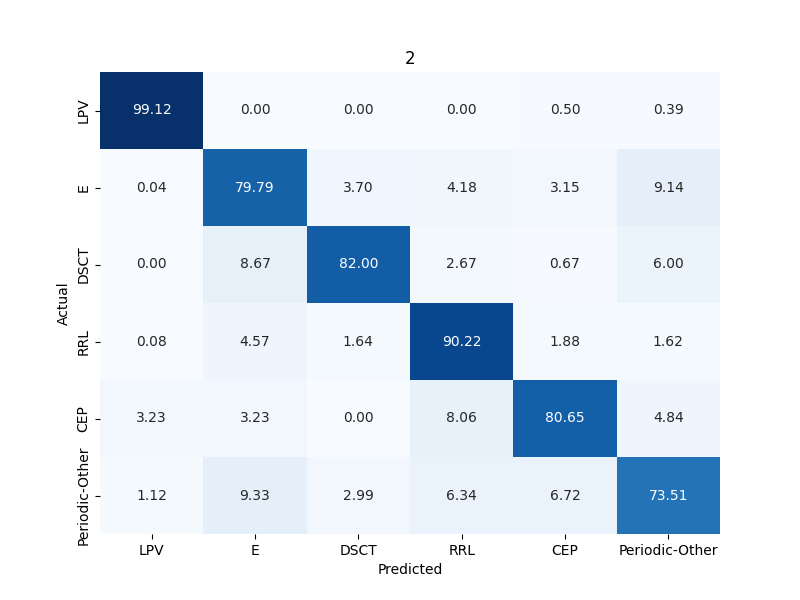 2
LPV 99.12 0.00 0.00 0.00 0.50 0.39
E 0.04 79.79 3.70 4.18 3.15 9.14
DSCT 0.00 8.67 82.00 2.67 0.67 6.00
Actual
RRL 0.08 4.57 1.64 90.22 1.88 1.62
CEP 3.23 3.23 0.00 8.06 80.65 4.84
Periodic-Other 1.12 9.33 2.99 6.34 6.72 73.51
LPV E DSCT RRL CEP Periodic-Other
Predicted